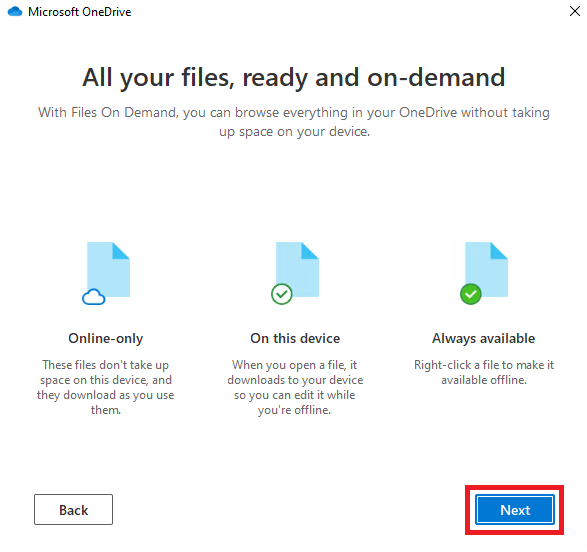 Microsoft OneDrive
All your files, ready and on-demand
With Files On Demand, you can browse everything in your OneDrive without taking
up space on your device.
Online-only
These files don't take up
space on this device, and
they download as you use
them.
On this device
When you open a file, it
downloads to your device
so you can edit it while
you're offline.
Always available
Right-click a file to make it
available offline.
Back
Next